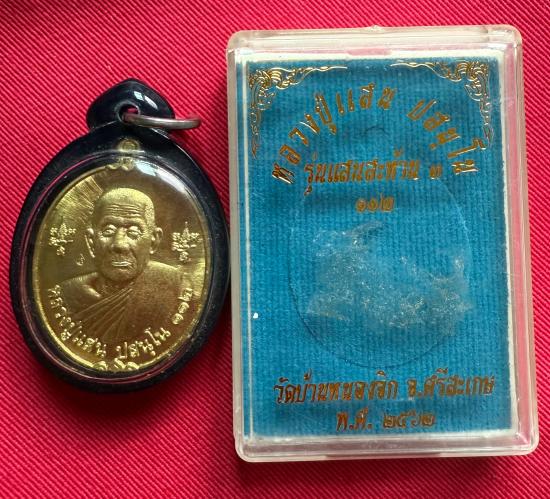 หลวงปู่แสน ปสนฺโน ๑๑๒
หลวงปู่แสน ปสนฺโน
รุ่นแสนสะท้าน ๓
๑๑๒
วัดบ้านหนองจิก จ.ศรีสะเกษ
พ.ศ. ๒๕๖๒